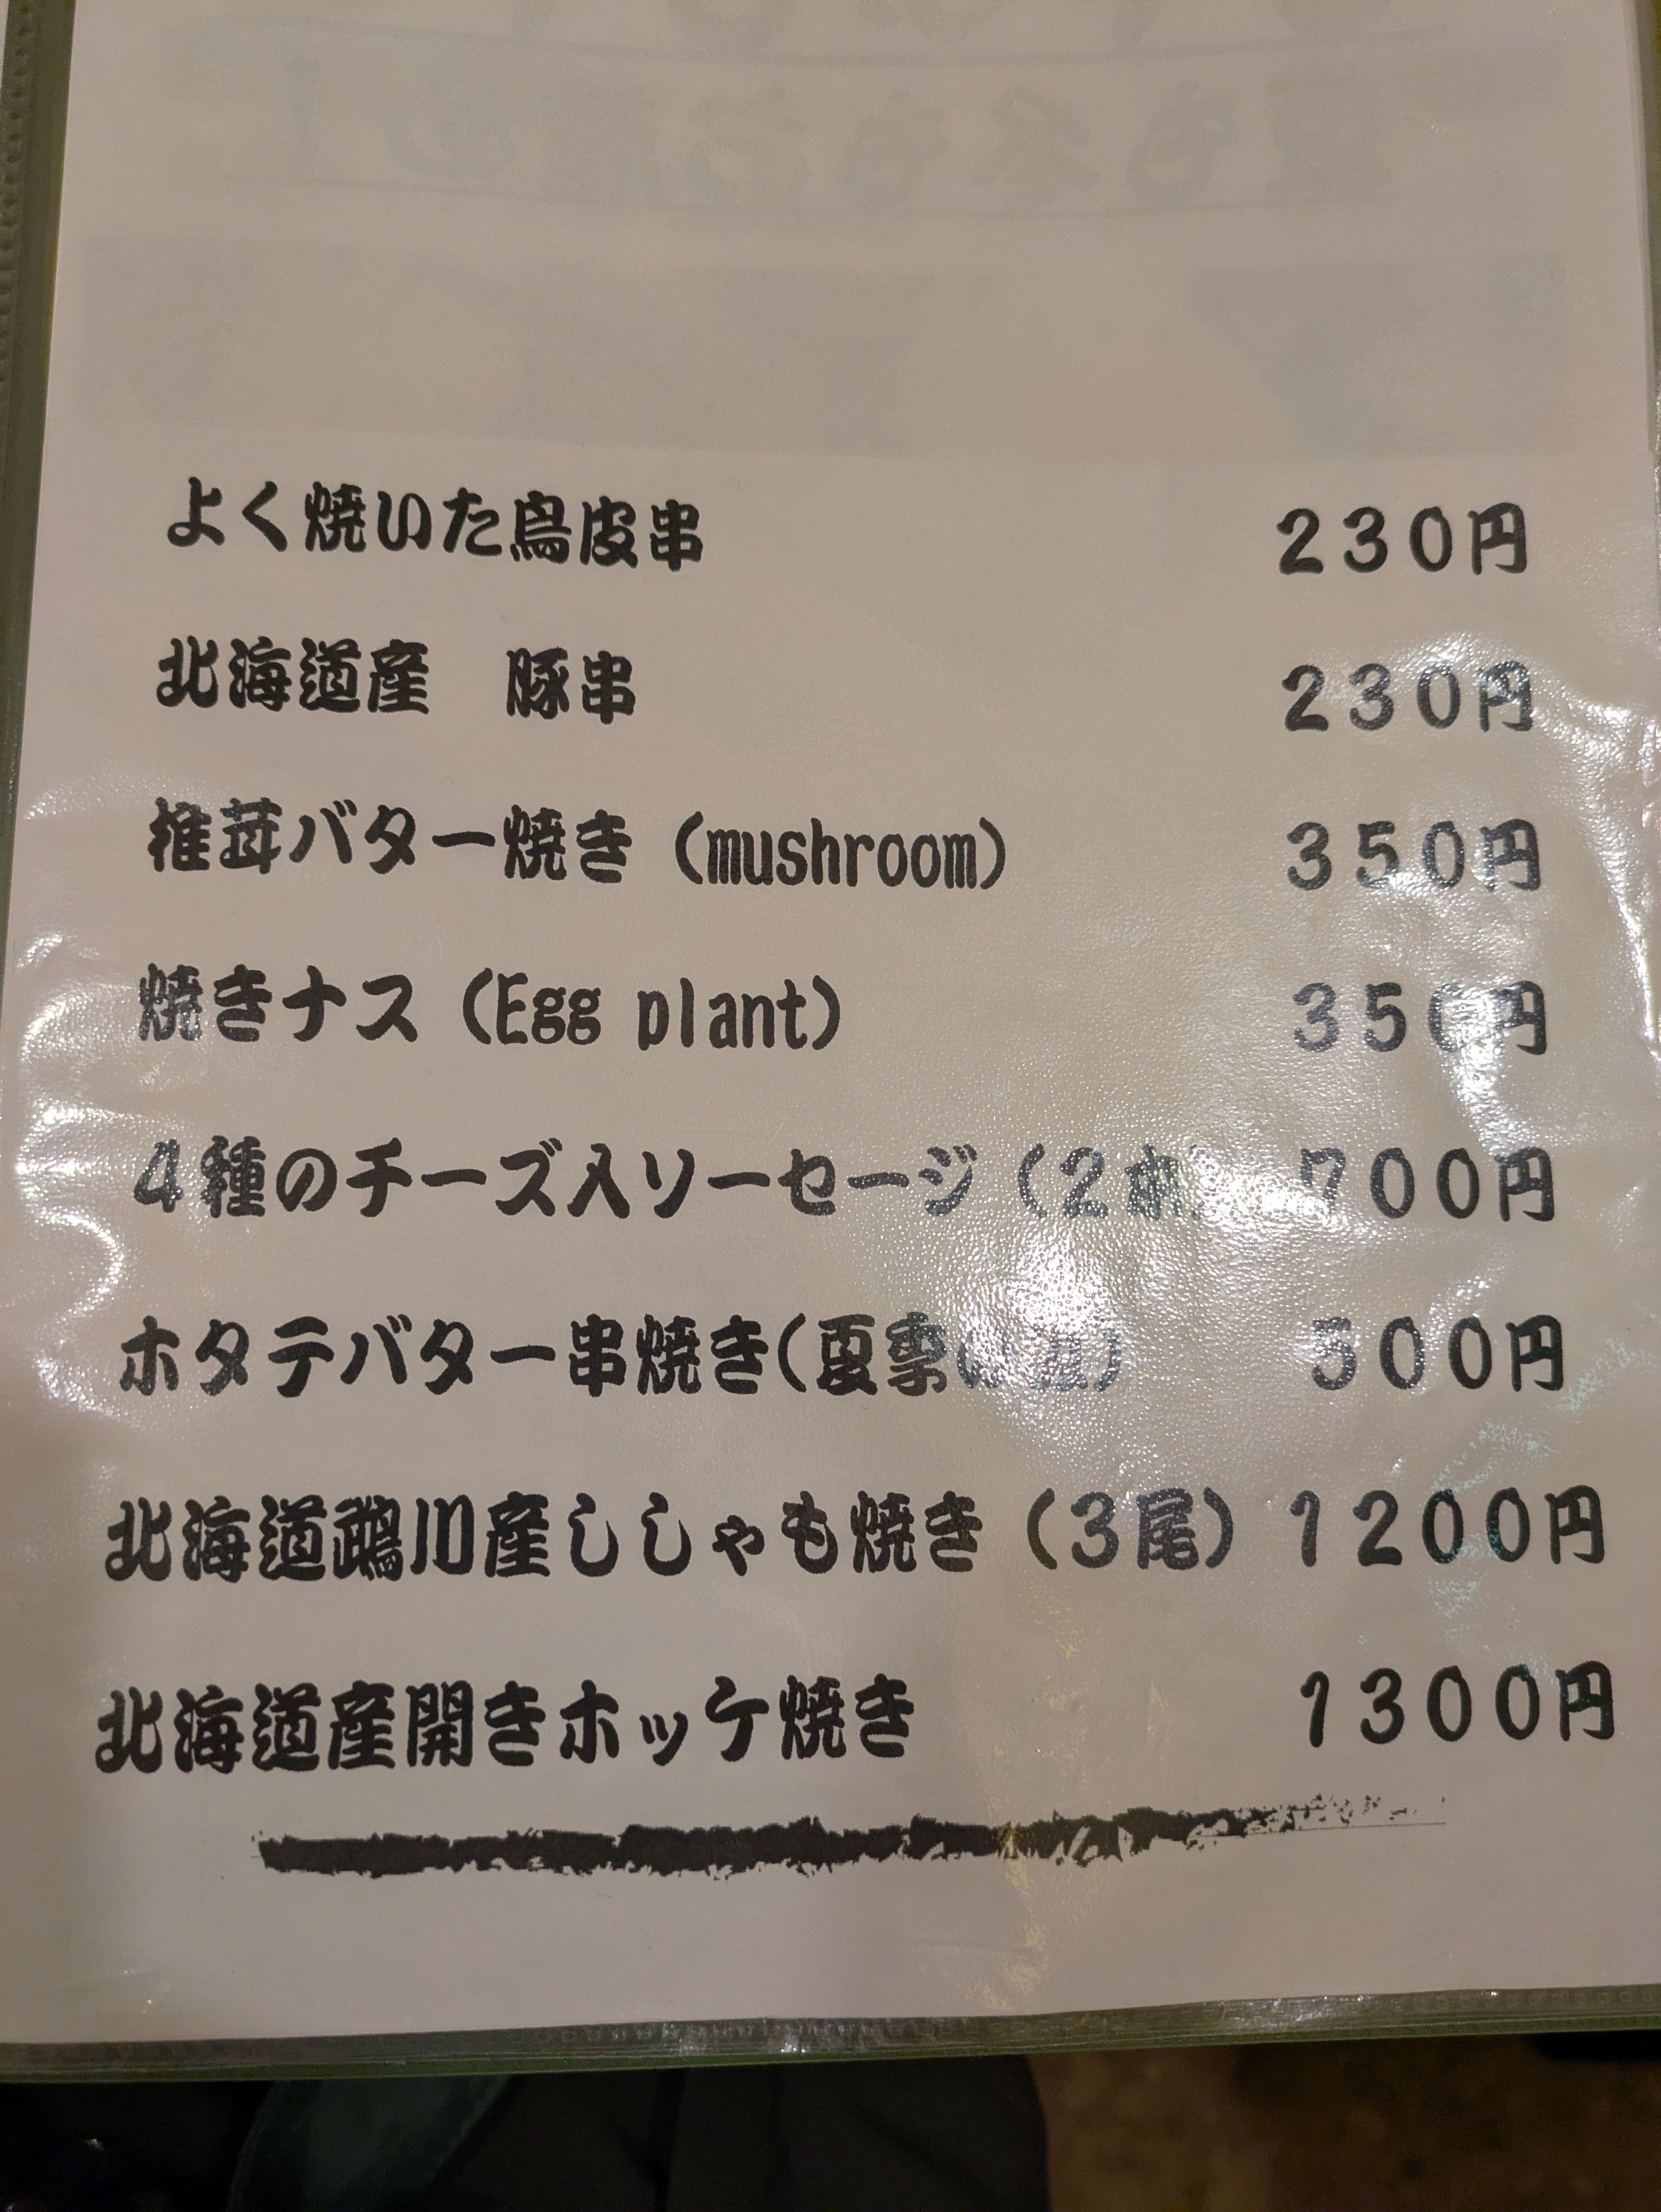 よく焼いた鳥皮串 230円
北海道産 豚串 230円
椎茸バター焼き (mushroom) 350円
焼きナス (Egg plant) 350円
4種のチーズ入ソーセージ (2本) 700円
ホタテバター串焼き( 500円
北海道鵡川産ししゃも焼き (3尾) 1200円
北海道産開きホッケ焼き 1300円